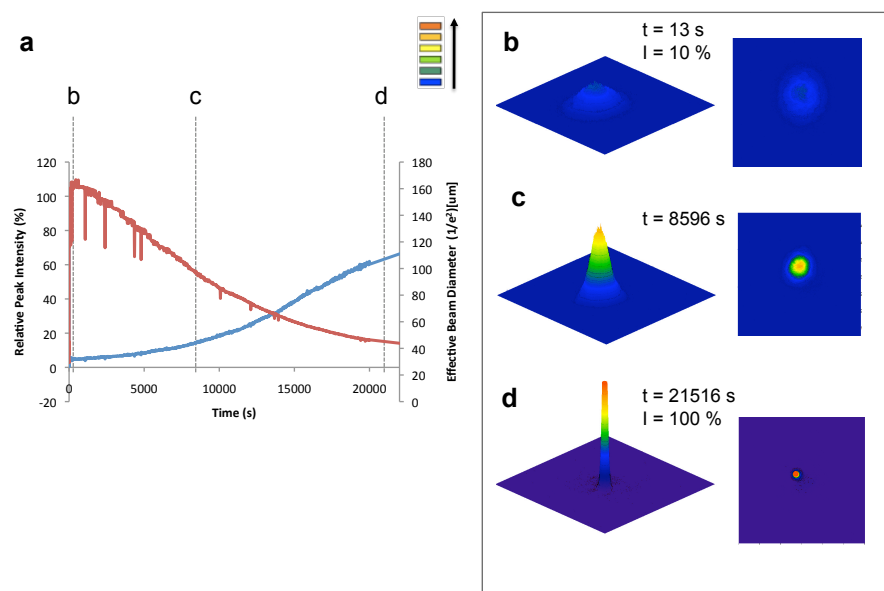 a
b c d
120
100
80
60
40
20
0
-20
Relative Peak Intensity (%)
0 5000 10000 15000 20000
Time (s)
180
160
140
120
100
80
60
40
20
0
Effective Beam Diameter (1/e²)[um]
b
t = 13 s
I = 10 %
c
t = 8596 s
d
t = 21516 s
I = 100 %